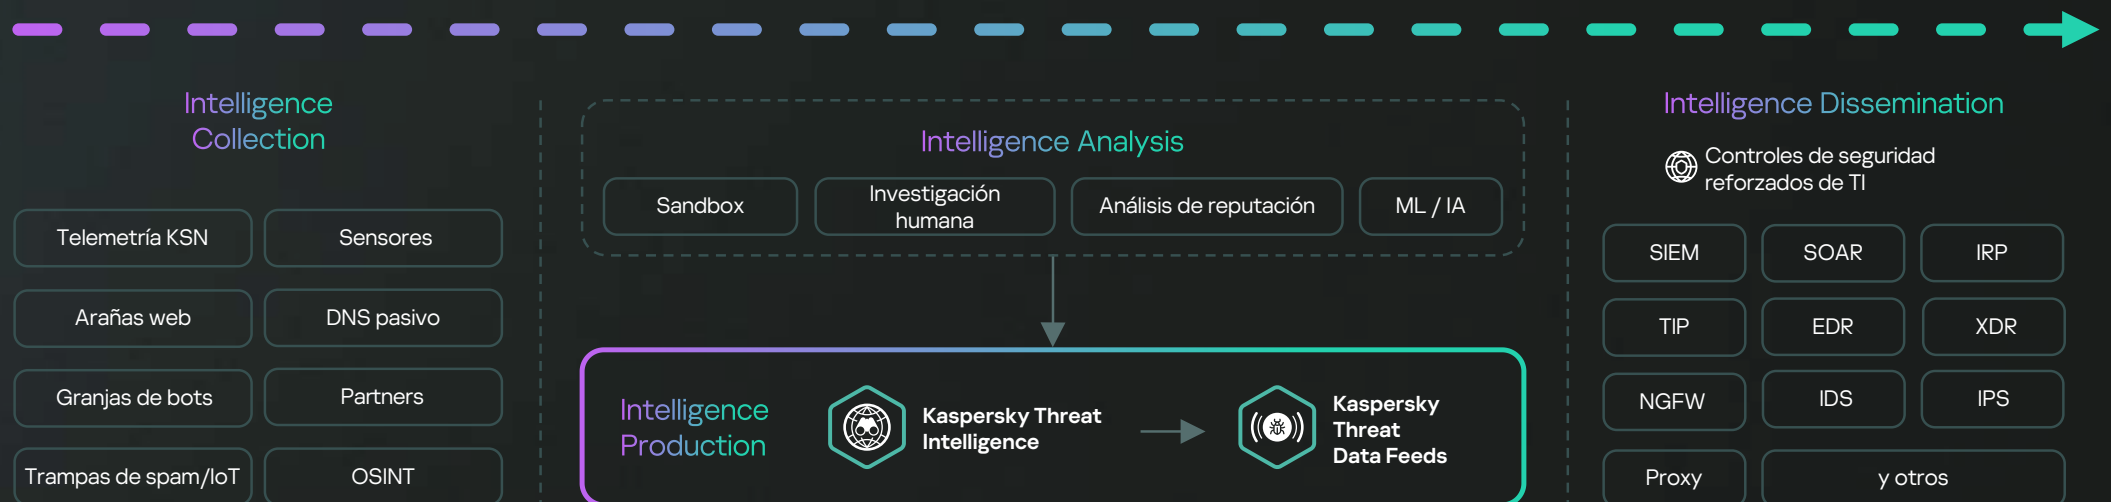 Intelligence
Collection
Telemetría KSN
Sensores
Arañas web
DNS pasivo
Granjas de bots
Partners
Trampas de spam/IoT
OSINT
Intelligence Analysis
Sandbox
Investigación
humana
Análisis de reputación
ML / IA
Intelligence
Production
Kaspersky Threat
Intelligence
Kaspersky
Threat
Data Feeds
Intelligence Dissemination
Controles de seguridad
reforzados de TI
SIEM
SOAR
IRP
TIP
EDR
XDR
NGFW
IDS
IPS
Proxy
y otros